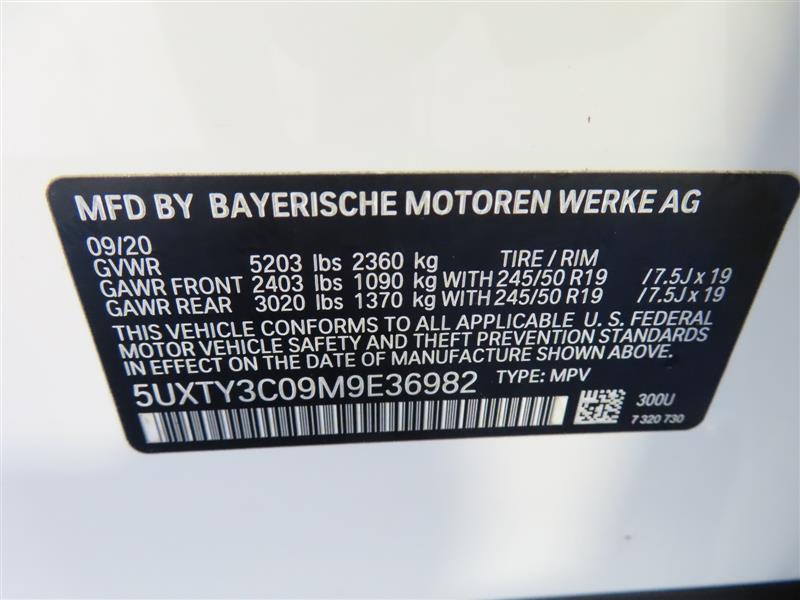 MFD BY BAYERISCHE MOTOREN WERKE AG
09/20
GVWR 5203 lbs 2360 kg TIRE / RIM
GAWR FRONT 2403 lbs 1090 kg WITH 245/50 R19 /7.5J x 19
GAWR REAR 3020 lbs 1370 kg WITH 245/50 R19 /7.5J x 19
THIS VEHICLE CONFORMS TO ALL APPLICABLE U. S. FEDERAL
MOTOR VEHICLE SAFETY AND THEFT PREVENTION STANDARDS
IN EFFECT ON THE DATE OF MANUFACTURE SHOWN ABOVE.
5UXTY3C09M9E36982 TYPE: MPV
300U
7 320 730